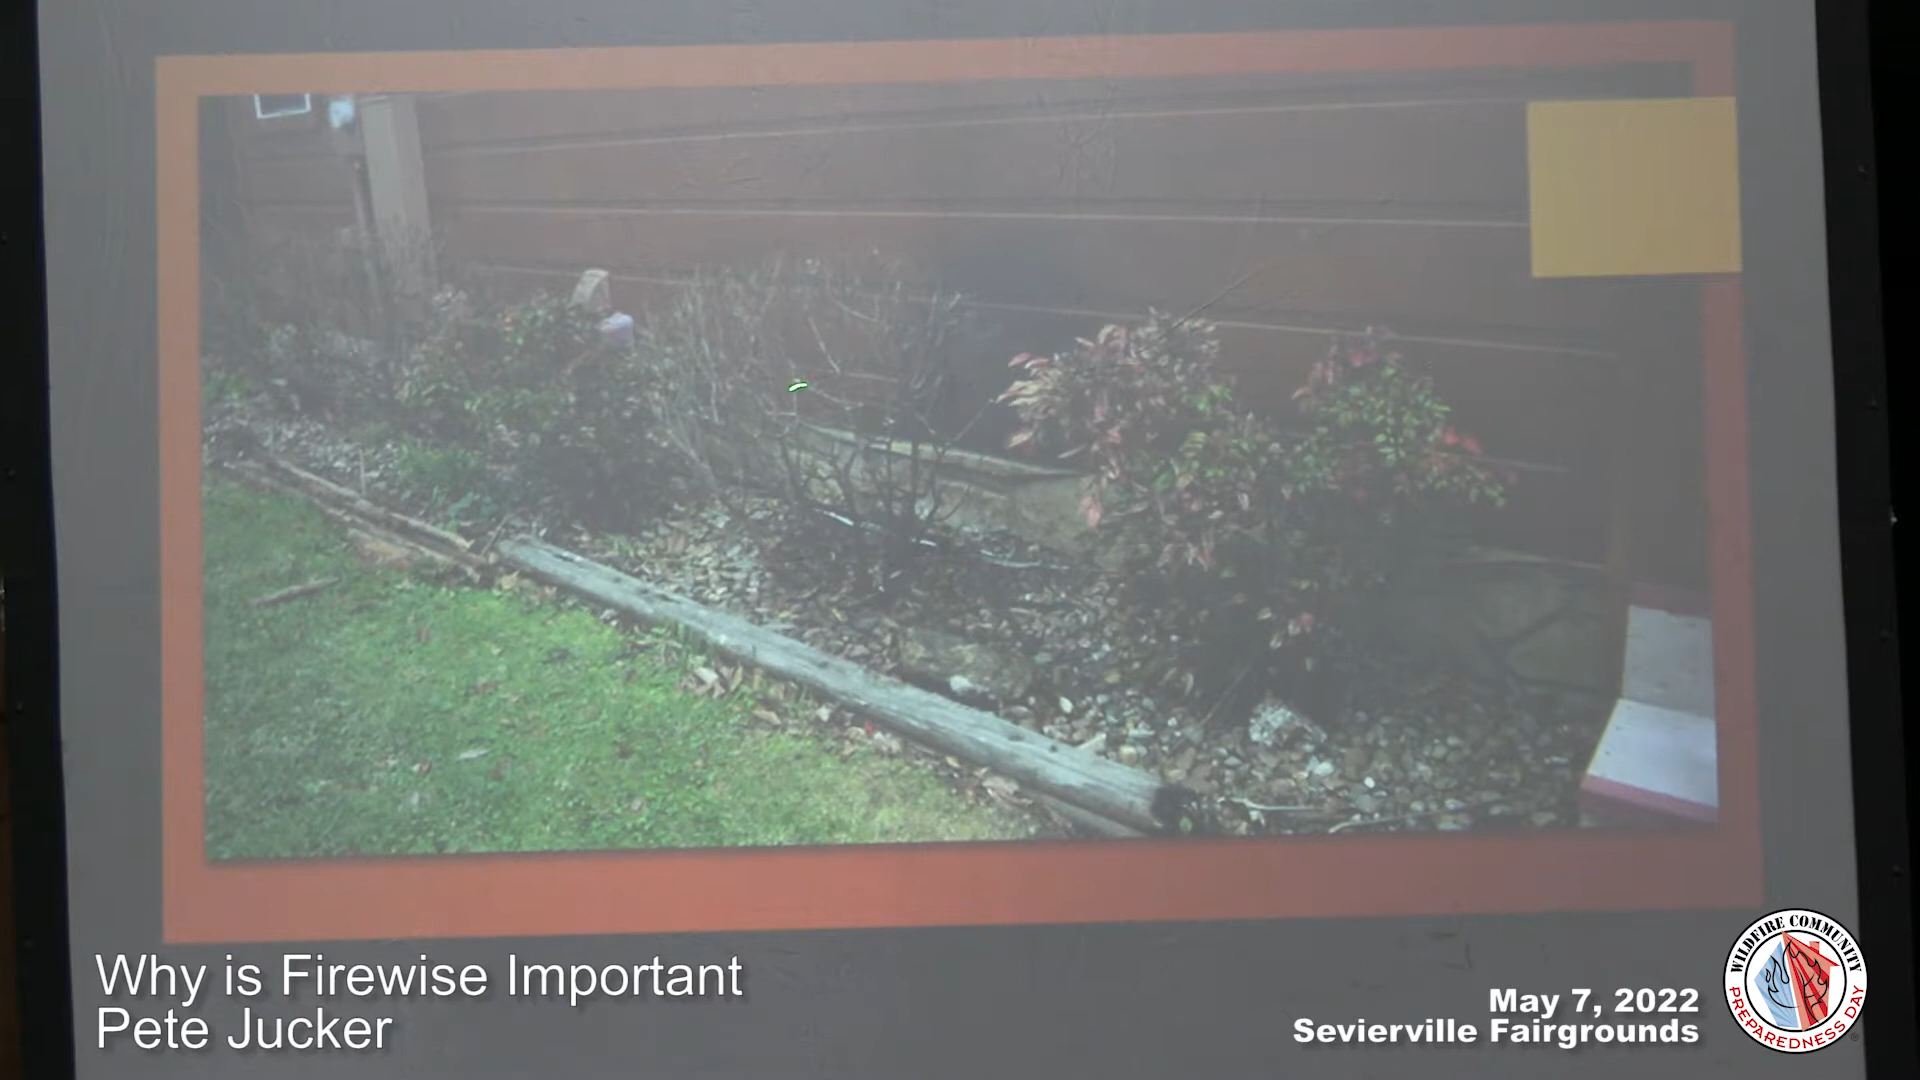 Why is Firewise Important
Pete Jucker
May 7, 2022
Sevierville Fairgrounds
WILDFIRE COMMUNITY
PREPAREDNESS DAY
®